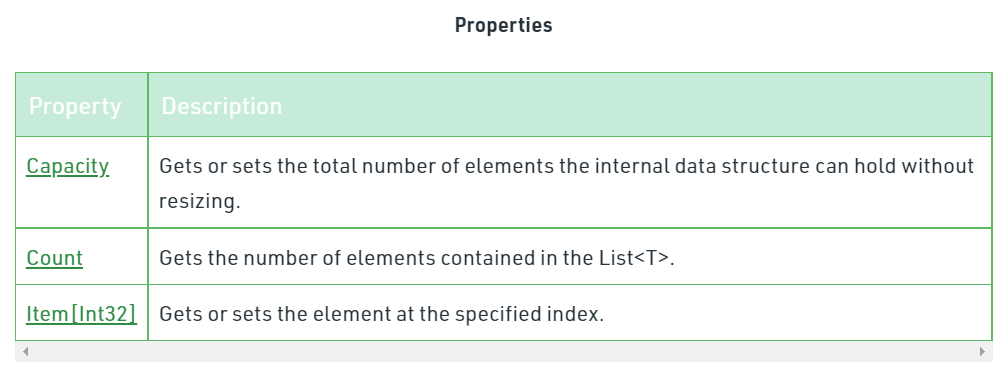 Properties
Property Description
Capacity Gets or sets the total number of elements the internal data structure can hold without
resizing.
Count Gets the number of elements contained in the List<T>.
Item[Int32] Gets or sets the element at the specified index.